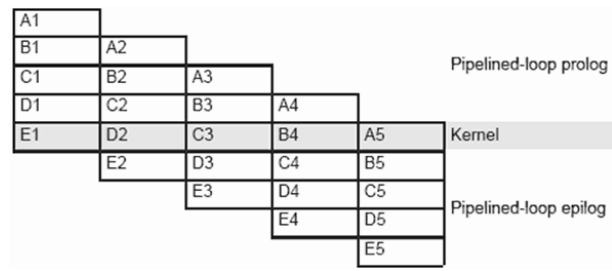 A1
B1 A2
Pipelined-loop prolog
C1 B2 A3
D1 C2 B3 A4
E1 D2 C3 B4 A5 Kernel
E2 D3 C4 B5
E3 D4 C5
Pipelined-loop epilog
E4 D5
E5